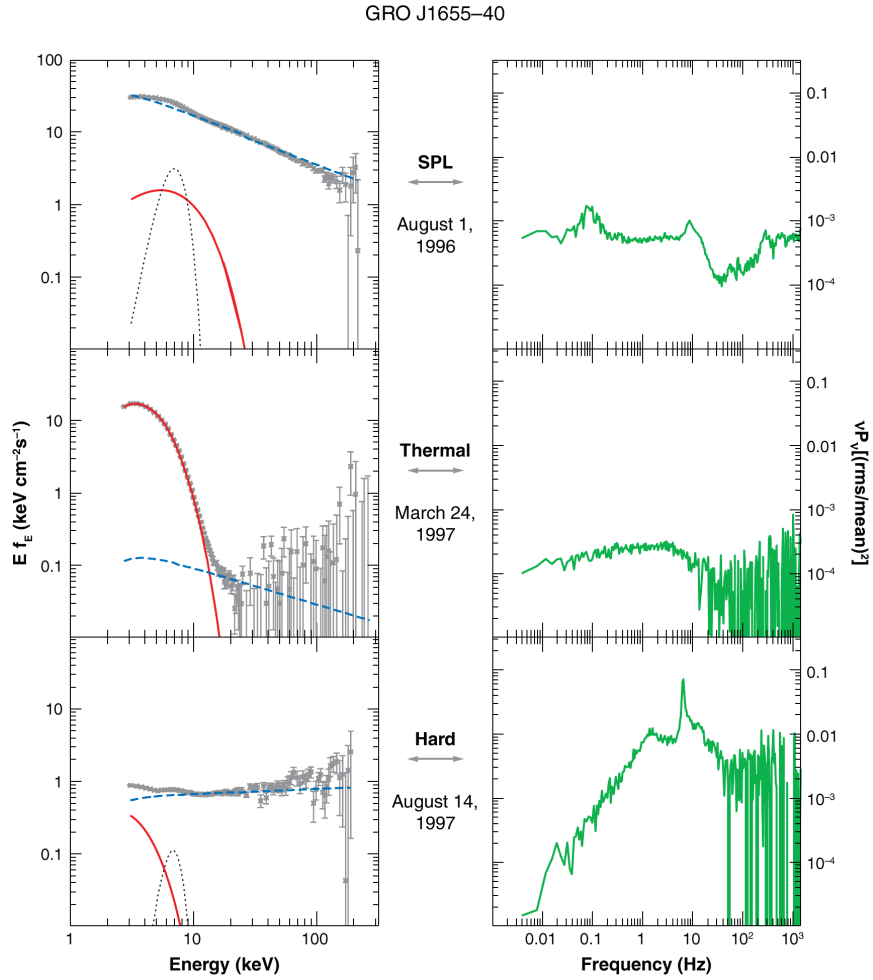 GRO J1655–40
100
10
1
0.1
SPL
August 1,
1996
0.1
0.01
10⁻³
10⁻⁴
10
1
0.1
Thermal
March 24,
1997
0.1
0.01
10⁻³
10⁻⁴
E f_E (keV cm⁻²s⁻¹)
νP_ν[(rms/mean)²]
1
0.1
Hard
August 14,
1997
0.1
0.01
10⁻³
10⁻⁴
1 10 100
0.01 0.1 1 10 10² 10³
Energy (keV)
Frequency (Hz)